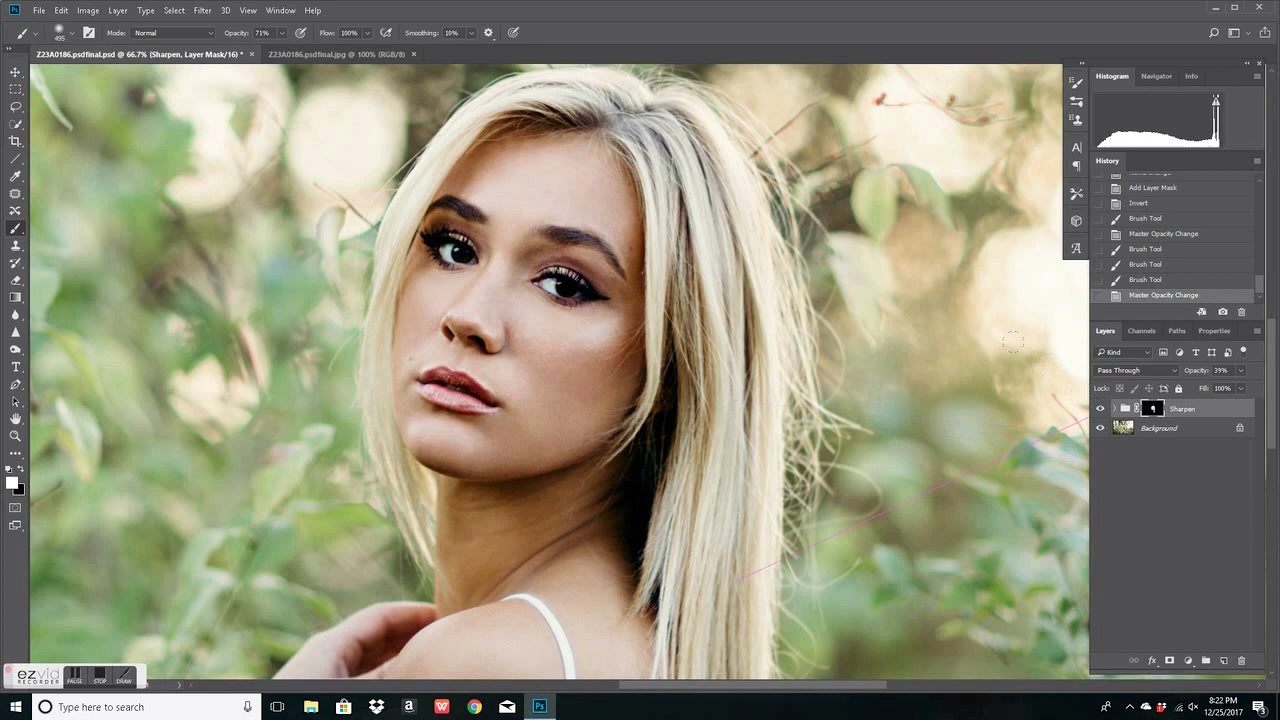 Ps File Edit Image Layer Type Select Filter 3D View Window Help
495 Mode: Normal Opacity: 71% Flow: 100% Smoothing: 10%
Z23A0186.psdfinal.psd @ 66.7% (Sharpen, Layer Mask/16) * × Z23A0186.psdfinal.jpg @ 100% (RGB/8) ×
Histogram Navigator Info
History
Add Layer Mask
Invert
Brush Tool
Master Opacity Change
Brush Tool
Brush Tool
Brush Tool
Master Opacity Change
Layers Channels Paths Properties
Kind
Pass Through Opacity: 39%
Lock: Fill: 100%
Sharpen
Background
ezvid
RECORDER
PAUSE STOP DRAW
Type here to search
Ps
8:22 PM
12/25/2017